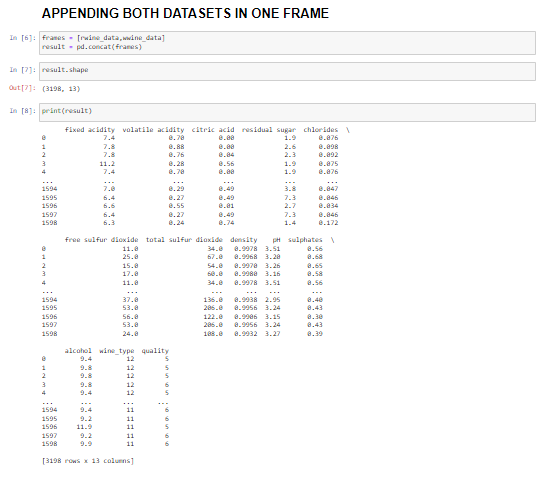 APPENDING BOTH DATASETS IN ONE FRAME
In [6]: frames = [rwine_data,wwine_data]
result = pd.concat(frames)
In [7]: result.shape
Out[7]: (3198, 13)
In [8]: print(result)
fixed acidity volatile acidity citric acid residual sugar chlorides \
0 7.4 0.70 0.00 1.9 0.076
1 7.8 0.88 0.00 2.6 0.098
2 7.8 0.76 0.04 2.3 0.092
3 11.2 0.28 0.56 1.9 0.075
4 7.4 0.70 0.00 1.9 0.076
... ... ... ... ... ...
1594 7.0 0.29 0.49 3.8 0.047
1595 6.4 0.27 0.49 7.3 0.046
1596 6.6 0.55 0.01 2.7 0.034
1597 6.4 0.27 0.49 7.3 0.046
1598 6.3 0.24 0.74 1.4 0.172
free sulfur dioxide total sulfur dioxide density pH sulphates \
0 11.0 34.0 0.9978 3.51 0.56
1 25.0 67.0 0.9968 3.20 0.68
2 15.0 54.0 0.9970 3.26 0.65
3 17.0 60.0 0.9980 3.16 0.58
4 11.0 34.0 0.9978 3.51 0.56
... ... ... ... ... ...
1594 37.0 136.0 0.9938 2.95 0.40
1595 53.0 206.0 0.9956 3.24 0.43
1596 56.0 122.0 0.9906 3.15 0.30
1597 53.0 206.0 0.9956 3.24 0.43
1598 24.0 108.0 0.9932 3.27 0.39
alcohol wine_type quality
0 9.4 12 5
1 9.8 12 5
2 9.8 12 5
3 9.8 12 6
4 9.4 12 5
... ... ... ...
1594 9.4 11 6
1595 9.2 11 6
1596 11.9 11 5
1597 9.2 11 6
1598 9.9 11 6
[3198 rows x 13 columns]